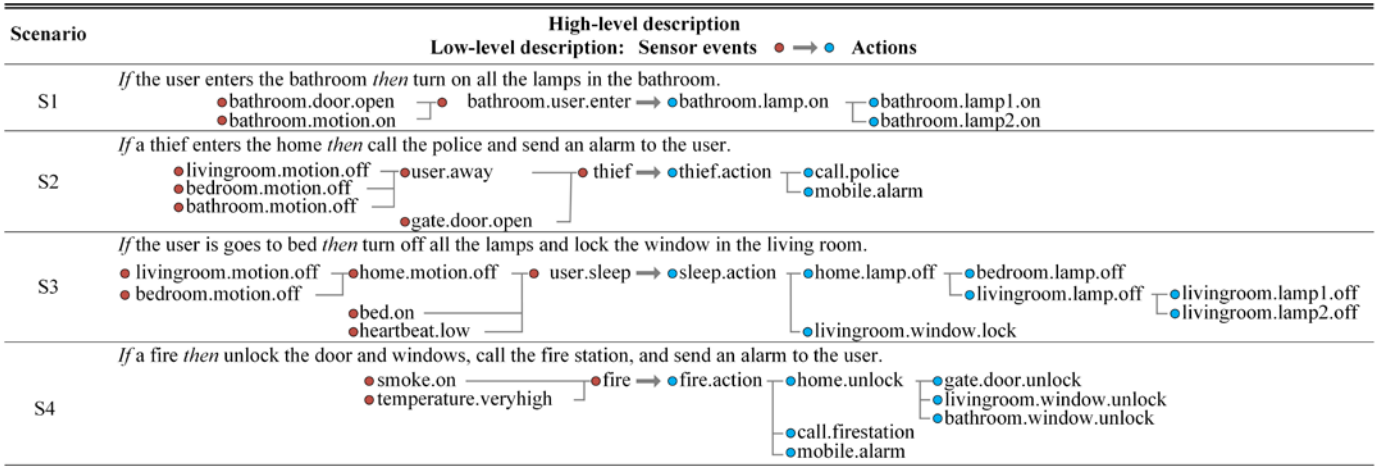 Scenario
High-level description
Low-level description: Sensor events Actions
S1
If the user enters the bathroom then turn on all the lamps in the bathroom.
bathroom.door.open bathroom.user.enter bathroom.lamp.on bathroom.lamp1.on
bathroom.motion.on bathroom.lamp2.on
S2
If a thief enters the home then call the police and send an alarm to the user.
livingroom.motion.off user.away thief thief.action call.police
bedroom.motion.off mobile.alarm
bathroom.motion.off
gate.door.open
S3
If the user is goes to bed then turn off all the lamps and lock the window in the living room.
livingroom.motion.off home.motion.off user.sleep sleep.action home.lamp.off bedroom.lamp.off
bedroom.motion.off livingroom.lamp.off livingroom.lamp1.off
bed.on livingroom.lamp2.off
heartbeat.low livingroom.window.lock
S4
If a fire then unlock the door and windows, call the fire station, and send an alarm to the user.
smoke.on fire fire.action home.unlock gate.door.unlock
temperature.veryhigh livingroom.window.unlock
bathroom.window.unlock
call.firestation
mobile.alarm